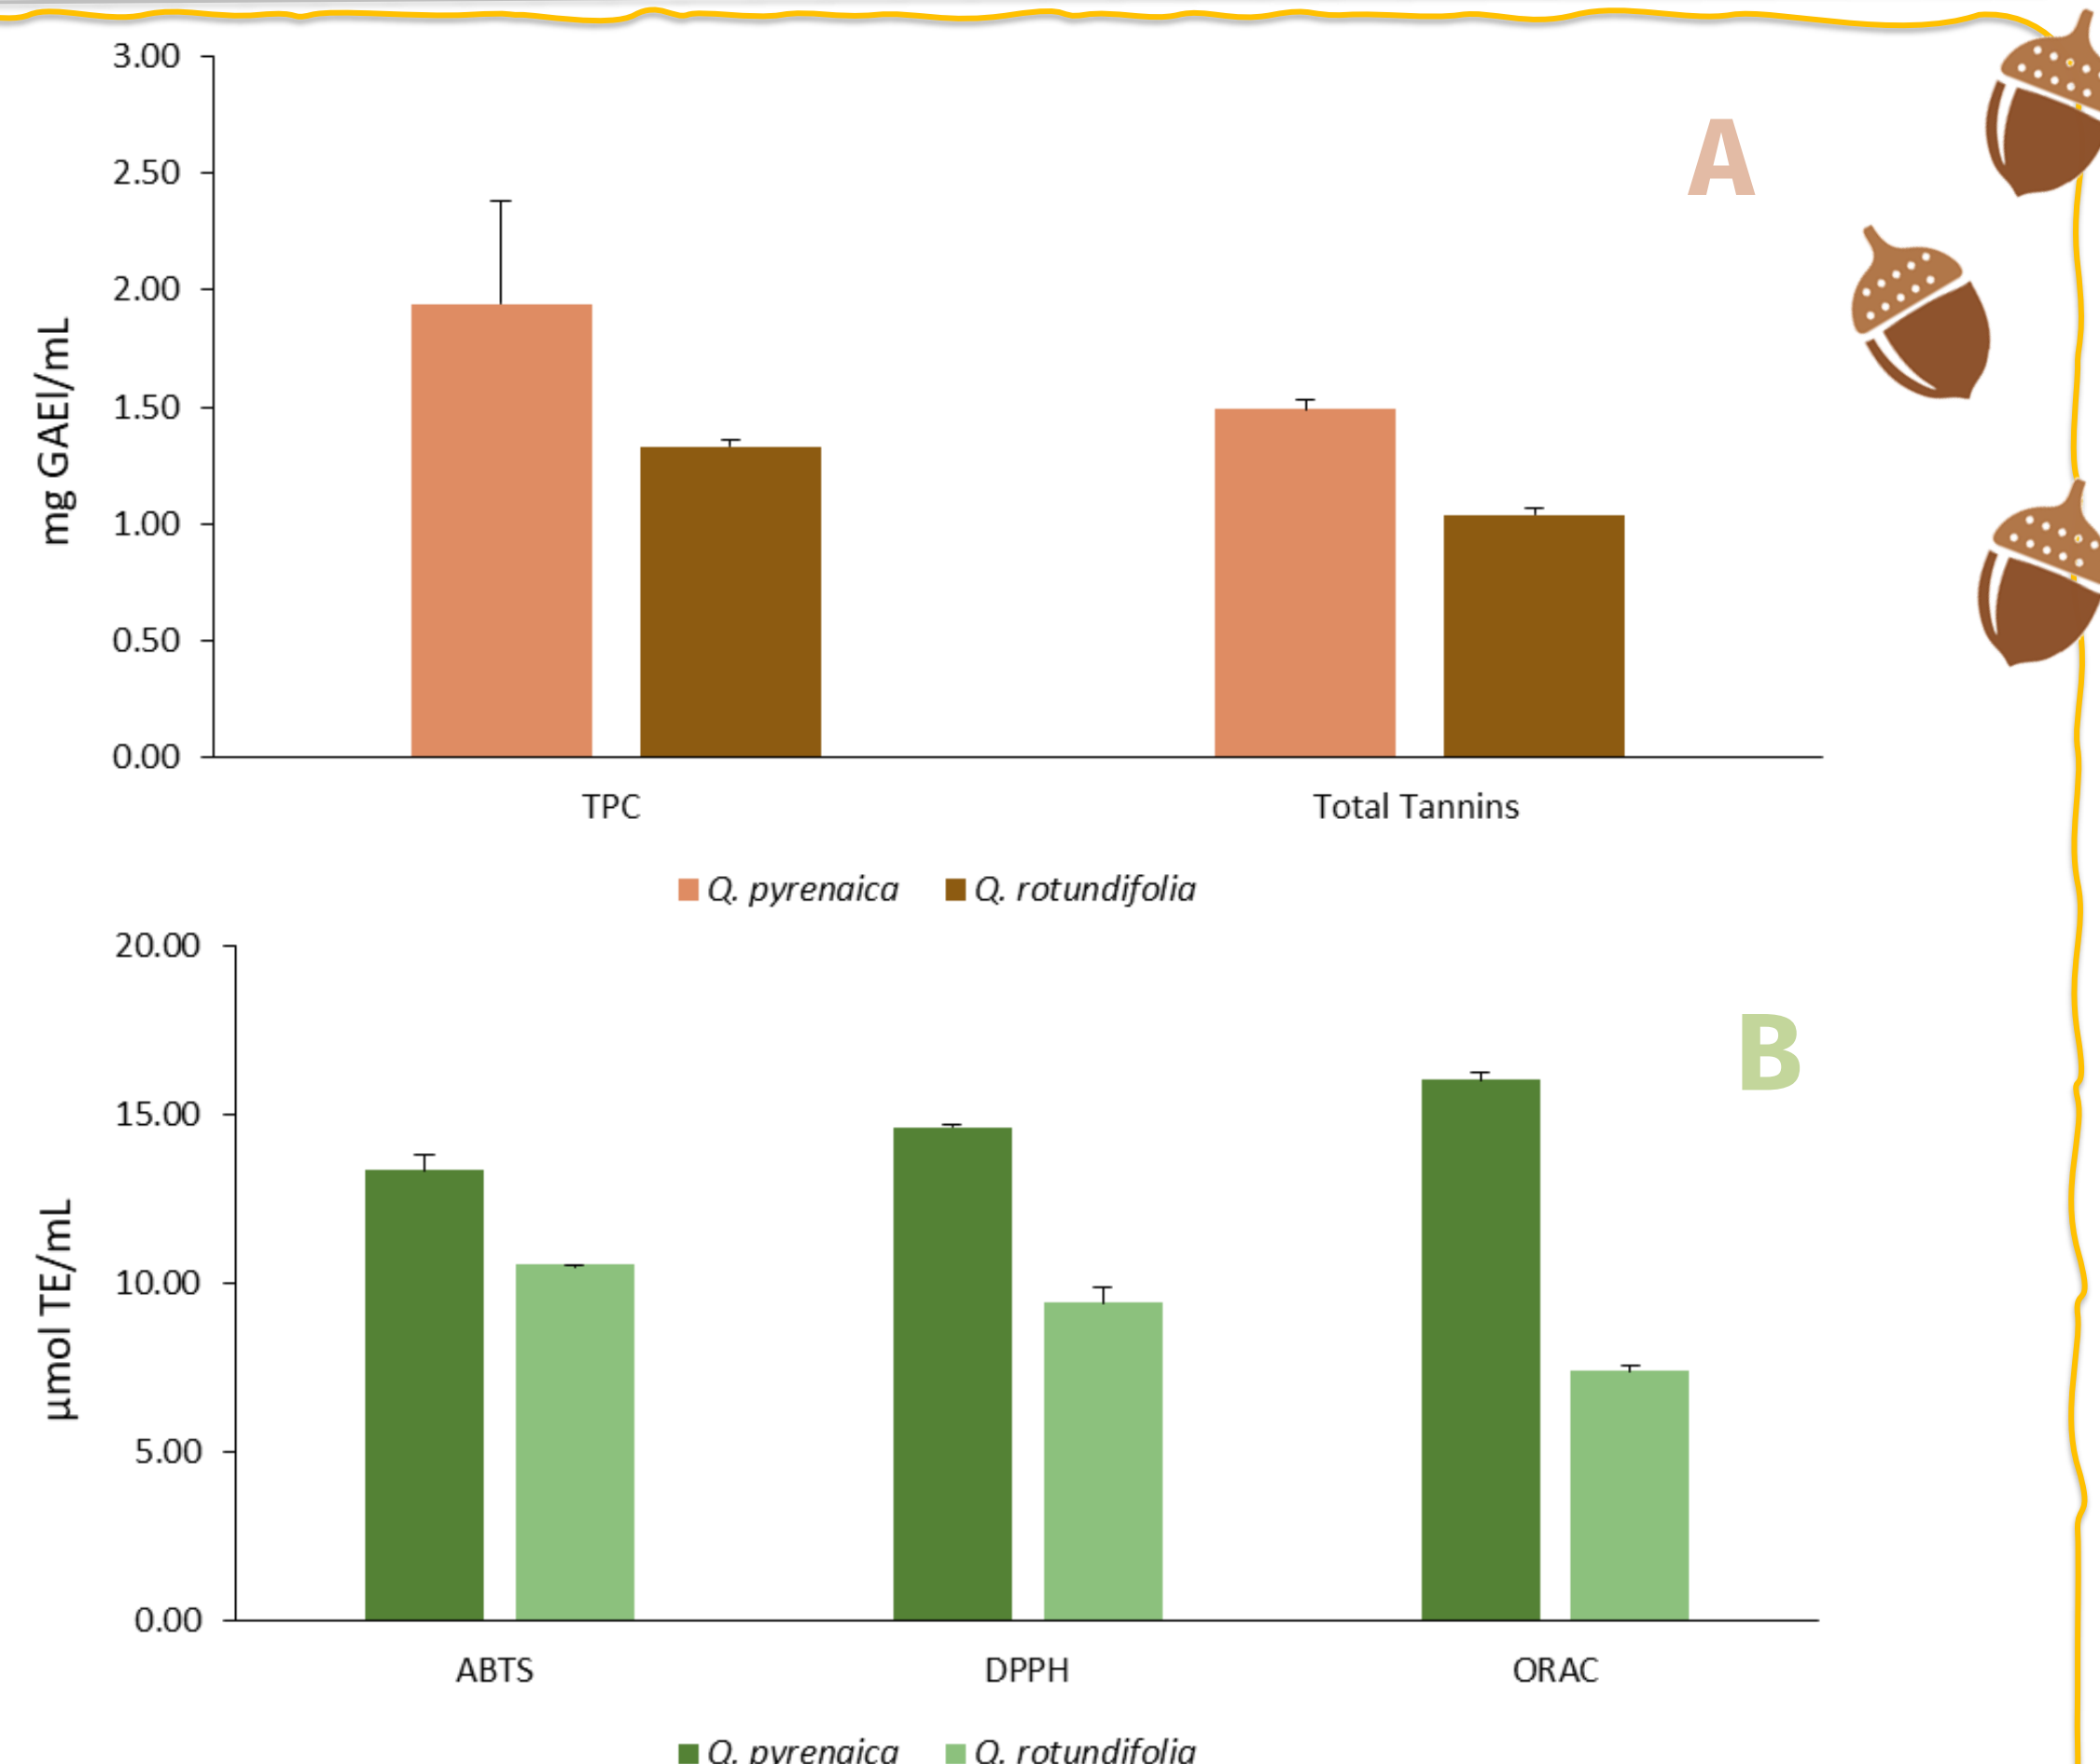 A
3.00
2.50
2.00
1.50
1.00
0.50
0.00
mg GAEl/mL
TPC Total Tannins
Q. pyrenaica Q. rotundifolia
B
20.00
15.00
10.00
5.00
0.00
µmol TE/mL
ABTS DPPH ORAC
Q. pyrenaica Q. rotundifolia